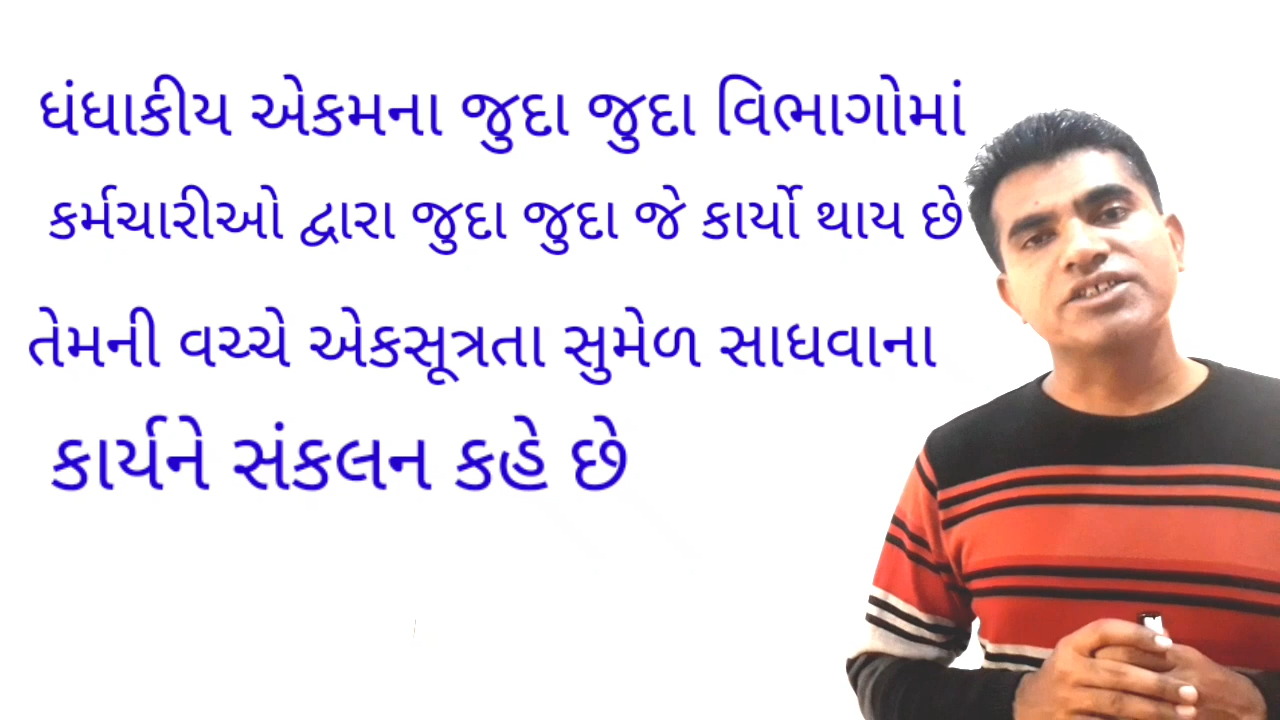 ધંધાકીય એકમના જુદા જુદા વિભાગોમાં
કર્મચારીઓ દ્વારા જુદા જુદા જે કાર્યો થાય છે
તેમની વચ્ચે એકસૂત્રતા સુમેળ સાધવાના
કાર્યને સંકલન કહે છે